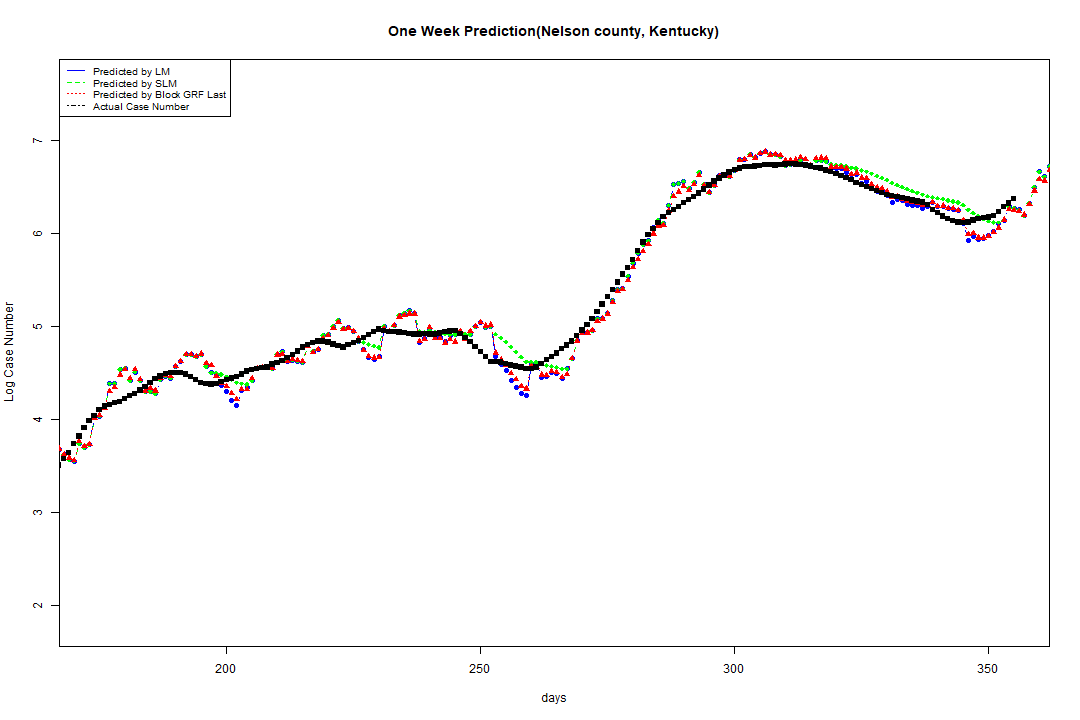 One Week Prediction(Nelson county, Kentucky)
Predicted by LM
Predicted by SLM
Predicted by Block GRF Last
Actual Case Number
7
6
5
4
3
2
Log Case Number
200 250 300 350
days